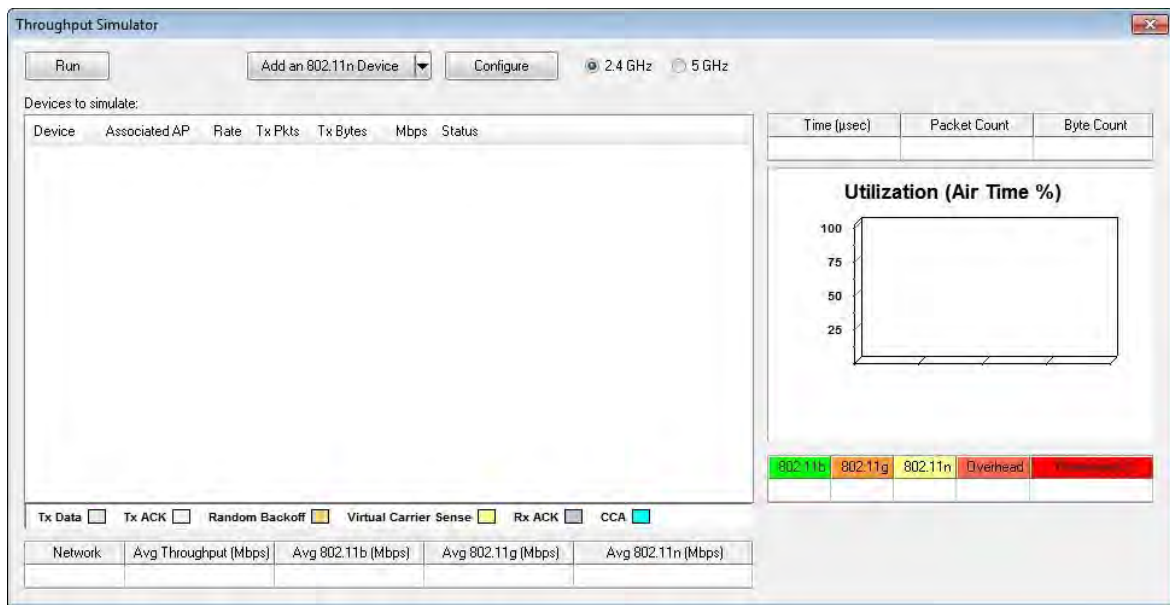 Throughput Simulator
Run
Add an 802.11n Device
Configure
2.4 GHz
5 GHz
Devices to simulate:
Device Associated AP Rate Tx Pkts Tx Bytes Mbps Status
Time (µsec) Packet Count Byte Count
Utilization (Air Time %)
100
75
50
25
802.11b 802.11g 802.11n Overhead
Tx Data Tx ACK Random Backoff Virtual Carrier Sense Rx ACK CCA
Network Avg Throughput (Mbps) Avg 802.11b (Mbps) Avg 802.11g (Mbps) Avg 802.11n (Mbps)